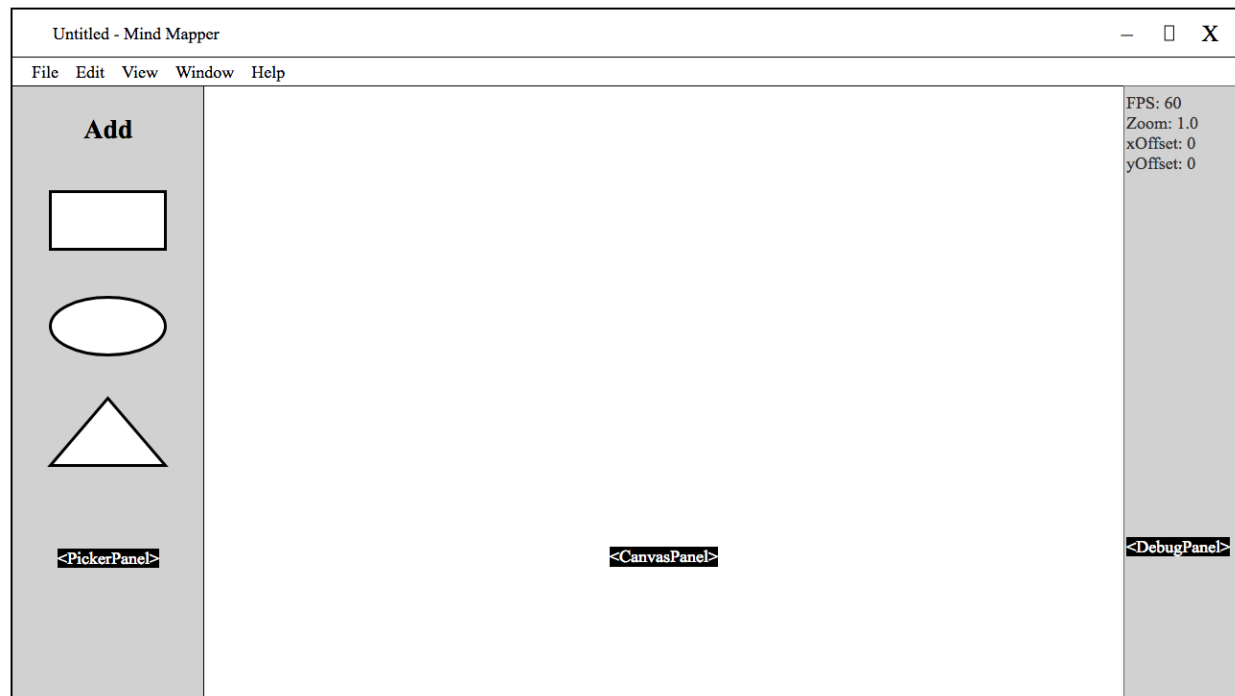 Untitled - Mind Mapper
X
File Edit View Window Help
Add
FPS: 60
Zoom: 1.0
xOffset: 0
yOffset: 0
<PickerPanel>
<CanvasPanel>
<DebugPanel>